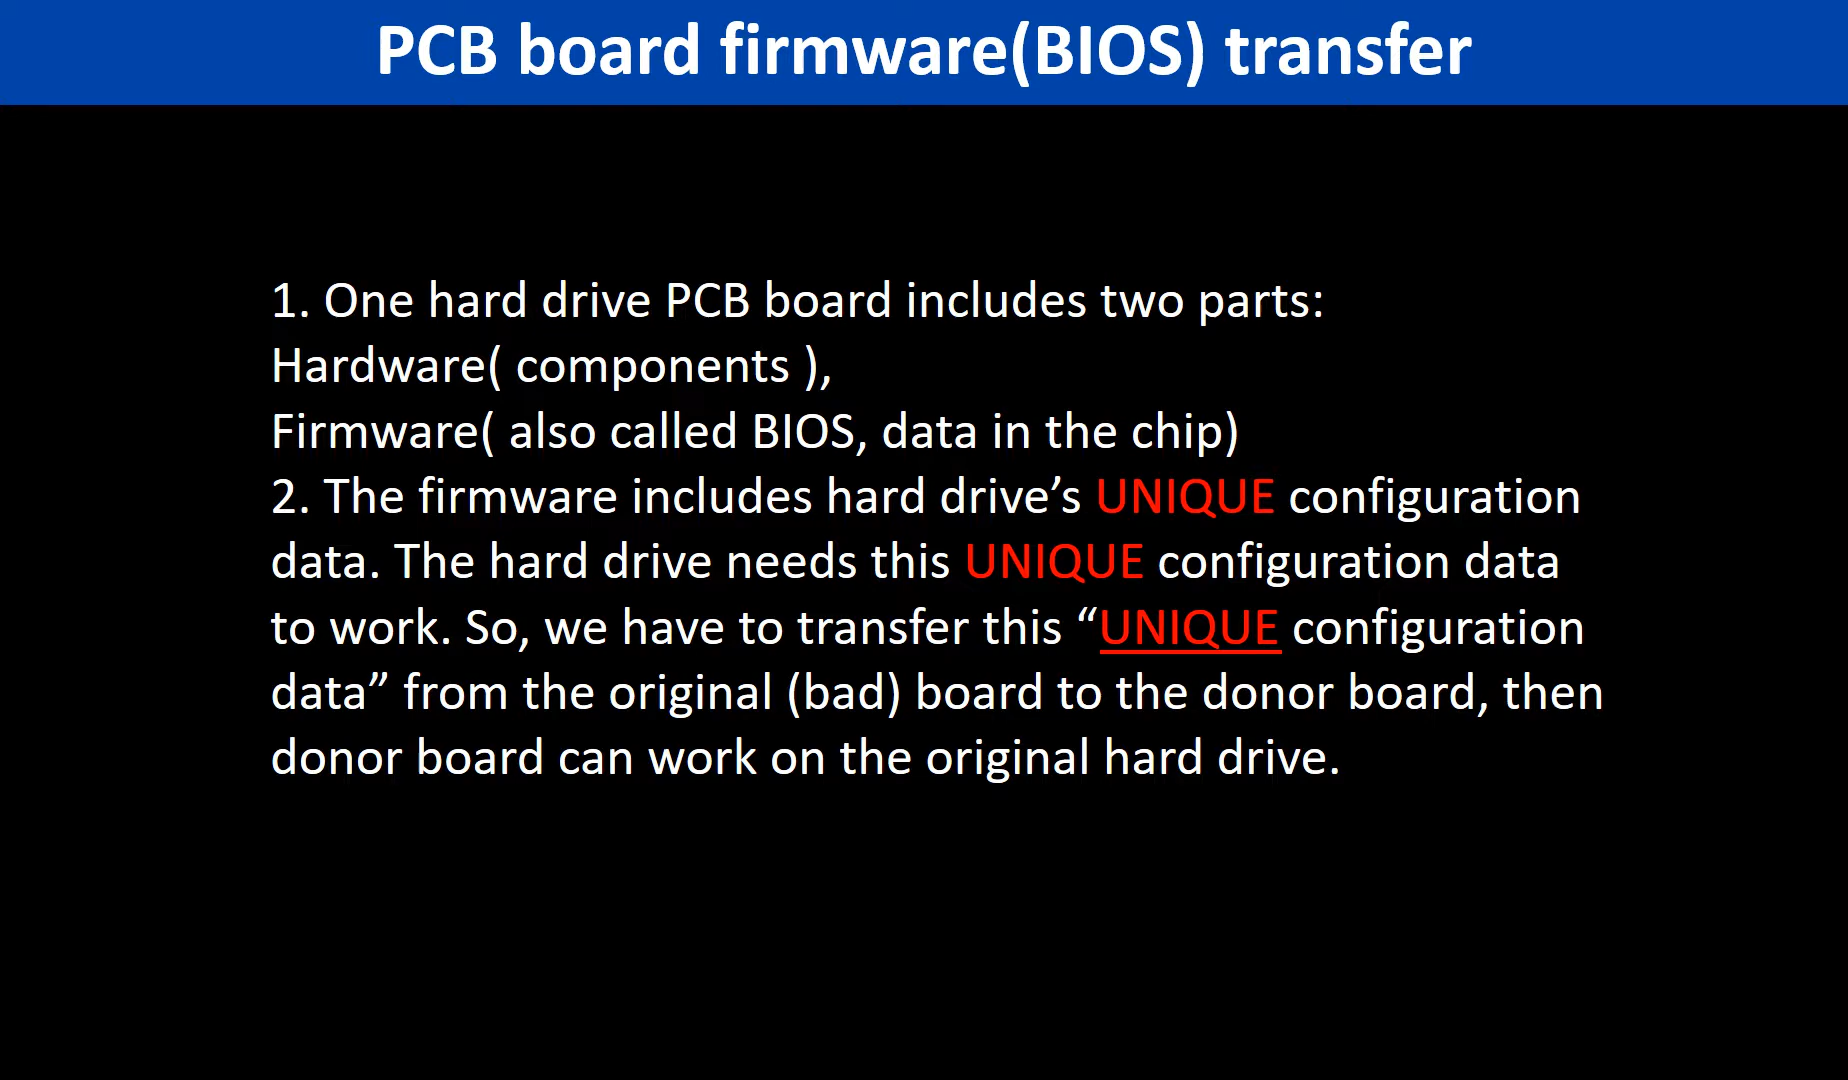 PCB board firmware(BIOS) transfer
1. One hard drive PCB board includes two parts:
Hardware( components ),
Firmware( also called BIOS, data in the chip)
2. The firmware includes hard drive’s UNIQUE configuration
data. The hard drive needs this UNIQUE configuration data
to work. So, we have to transfer this “UNIQUE configuration
data” from the original (bad) board to the donor board, then
donor board can work on the original hard drive.